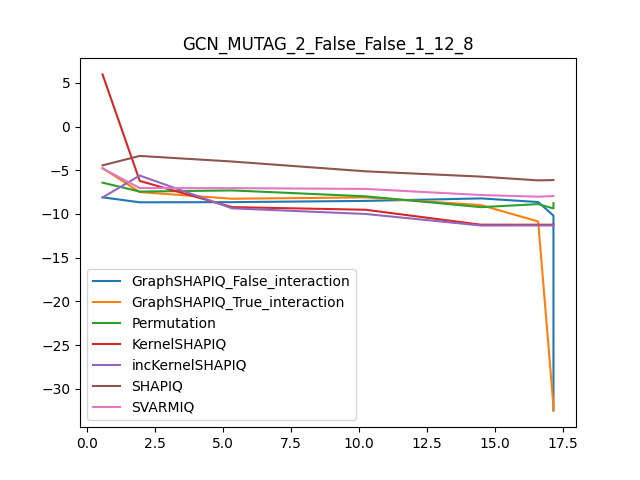 GCN_MUTAG_2_False_False_1_12_8
5
0
−5
−10
−15
−20
−25
−30
GraphSHAPIQ_False_interaction
GraphSHAPIQ_True_interaction
Permutation
KernelSHAPIQ
incKernelSHAPIQ
SHAPIQ
SVARMIQ
0.0 2.5 5.0 7.5 10.0 12.5 15.0 17.5